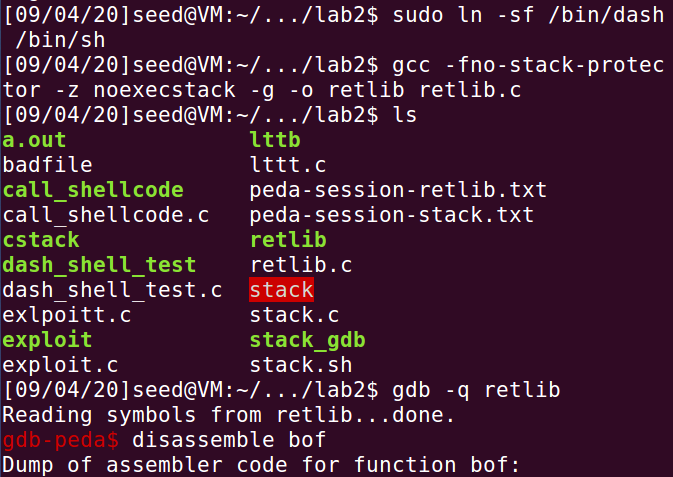 [09/04/20]seed@VM:~/.../lab2$ sudo ln -sf /bin/dash
 /bin/sh
[09/04/20]seed@VM:~/.../lab2$ gcc -fno-stack-protec
tor -z noexecstack -g -o retlib retlib.c
[09/04/20]seed@VM:~/.../lab2$ ls
a.out              lttb
badfile            lttt.c
call_shellcode     peda-session-retlib.txt
call_shellcode.c   peda-session-stack.txt
cstack             retlib
dash_shell_test    retlib.c
dash_shell_test.c  stack
exlpoitt.c         stack.c
exploit            stack_gdb
exploit.c          stack.sh
[09/04/20]seed@VM:~/.../lab2$ gdb -q retlib
Reading symbols from retlib...done.
gdb-peda$ disassemble bof
Dump of assembler code for function bof: